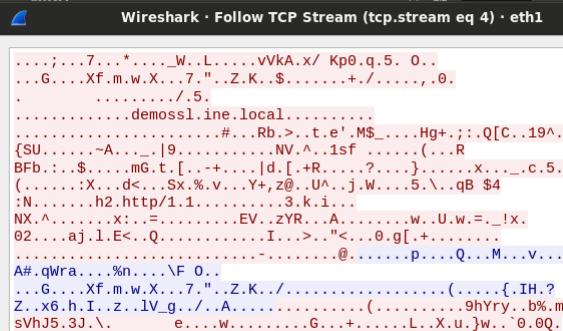 Wireshark · Follow TCP Stream (tcp.stream eq 4) · eth1
....;...7...*...._W..L.....vVkA.x/ Kp0.q.5. O..
...G....Xf.m.w.X...7."..Z.K..$.......+./.....,.0.
.        ........./.5.
.............demossl.ine.local..........
.......................#...Rb.>..t.e'.M$_....Hg+.;:.Q[C..19^.
{SU......~A..._.|9..........NV.^..1sf ......(...R
BFb.:..$.....mG.t.[..-+....|d.[.+R.....?....}......x..._.c.5.
(......:X...d<...Sx.%.v...Y+,z@..U^..j.W....5.\..qB $4
:N.......h2.http/1.1..........3.k.i...
NX.^........x:..=..........EV..zYR...A........w..U.w.=._!x.
02....aj.l.E<..Q............I...>.."<...0.g[.+........
...............................-........@.......p....Q...M...v...
A#.qWra....%n....\F O..
...G....Xf.m.w.X...7."..Z.K../.................(.....{.IH.?
Z..x6.h.I..z..lV_g../..A..............(.........9hYry..b%.m
sVhJ5.3J.\.      e....w.........G...+......L..X.u.}w..`0.0Q.